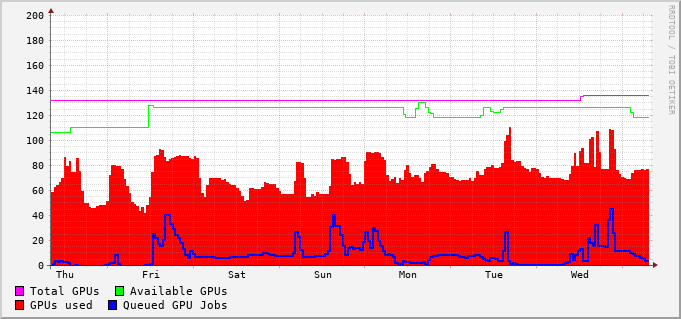 200
180
160
140
120
100
80
60
40
20
0
Thu Fri Sat Sun Mon Tue Wed
Total GPUs Available GPUs
GPUs used Queued GPU Jobs
RRDTOOL / TOBI OETIKER